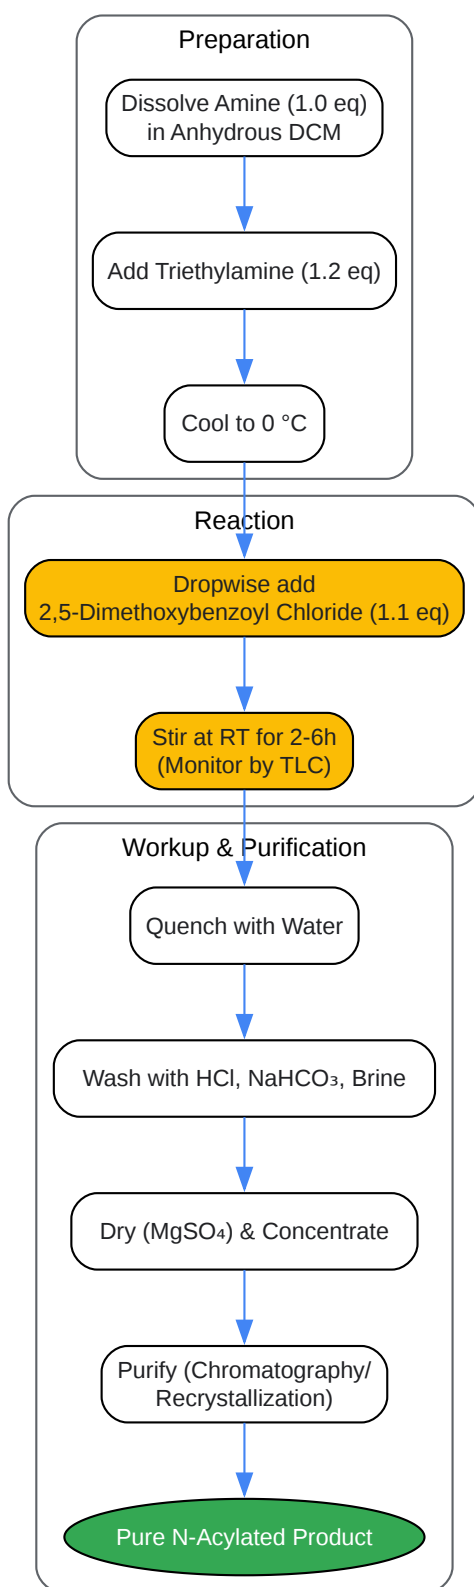 Preparation
Dissolve Amine (1.0 eq)
in Anhydrous DCM
Add Triethylamine (1.2 eq)
Cool to 0 °C
Reaction
Dropwise add
2,5-Dimethoxybenzoyl Chloride (1.1 eq)
Stir at RT for 2-6h
(Monitor by TLC)
Workup & Purification
Quench with Water
Wash with HCl, NaHCO₃, Brine
Dry (MgSO₄) & Concentrate
Purify (Chromatography/
Recrystallization)
Pure N-Acylated Product